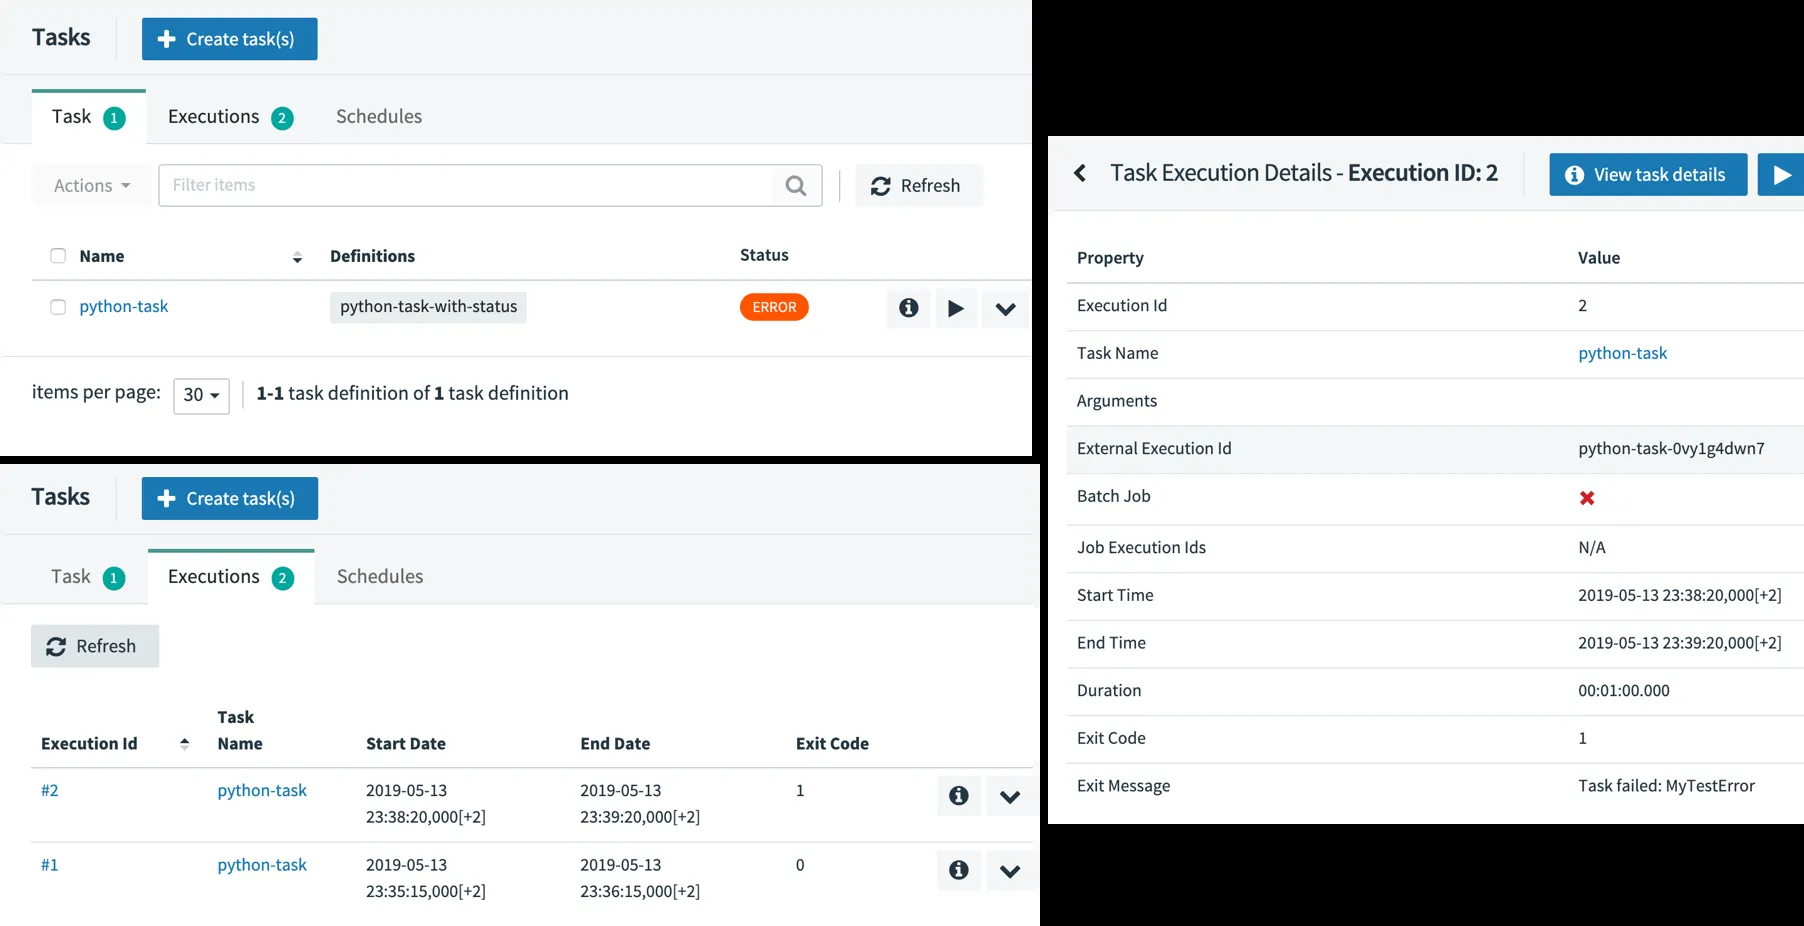 Tasks
Create task(s)
Task 1 Executions 2 Schedules
Actions Filter items Refresh
Name Definitions Status
python-task python-task-with-status ERROR
items per page: 30 1-1 task definition of 1 task definition
Tasks
Create task(s)
Task 1 Executions 2 Schedules
Refresh
Execution Id Task Name Start Date End Date Exit Code
#2 python-task 2019-05-13 23:38:20,000[+2] 2019-05-13 23:39:20,000[+2] 1
#1 python-task 2019-05-13 23:35:15,000[+2] 2019-05-13 23:36:15,000[+2] 0
Task Execution Details - Execution ID: 2 View task details
Property Value
Execution Id 2
Task Name python-task
Arguments
External Execution Id python-task-0vy1g4dwn7
Batch Job
Job Execution Ids N/A
Start Time 2019-05-13 23:38:20,000[+2]
End Time 2019-05-13 23:39:20,000[+2]
Duration 00:01:00.000
Exit Code 1
Exit Message Task failed: MyTestError